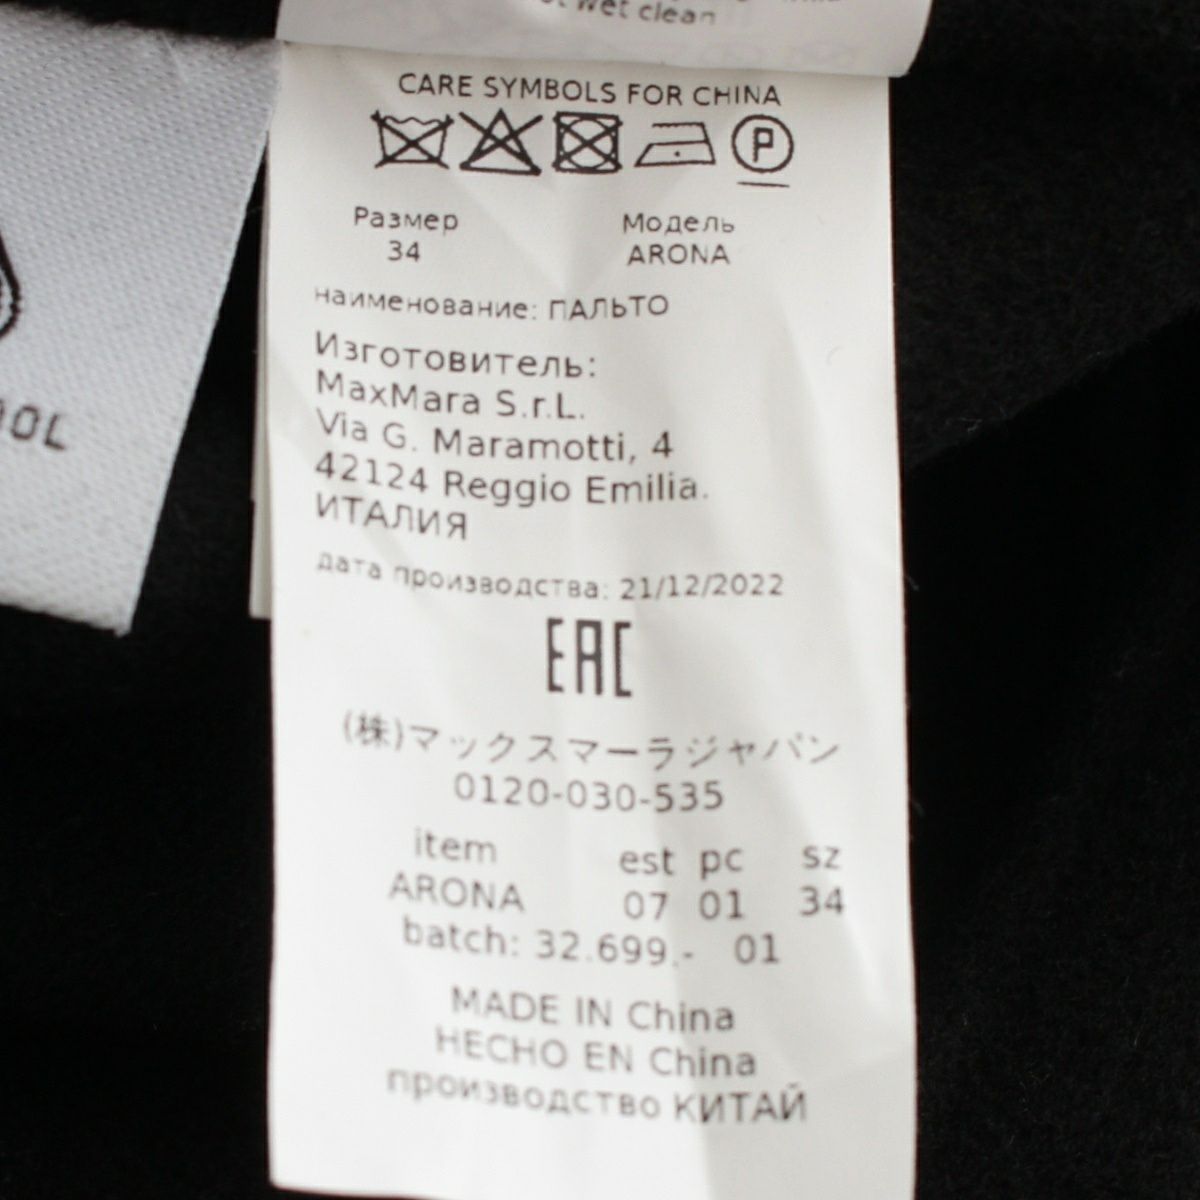 wet clean
CARE SYMBOLS FOR CHINA
P
Размер Модель
34 ARONA
наименование: ПАЛЬТО
Изготовитель:
MaxMara S.r.L.
Via G. Maramotti, 4
42124 Reggio Emilia.
ИТАЛИЯ
дата производства: 21/12/2022
EAC
(株)マックスマーラジャパン
0120-030-535
item est pc sz
ARONA 07 01 34
batch: 32.699.- 01
MADE IN China
HECHO EN China
производство КИТАЙ